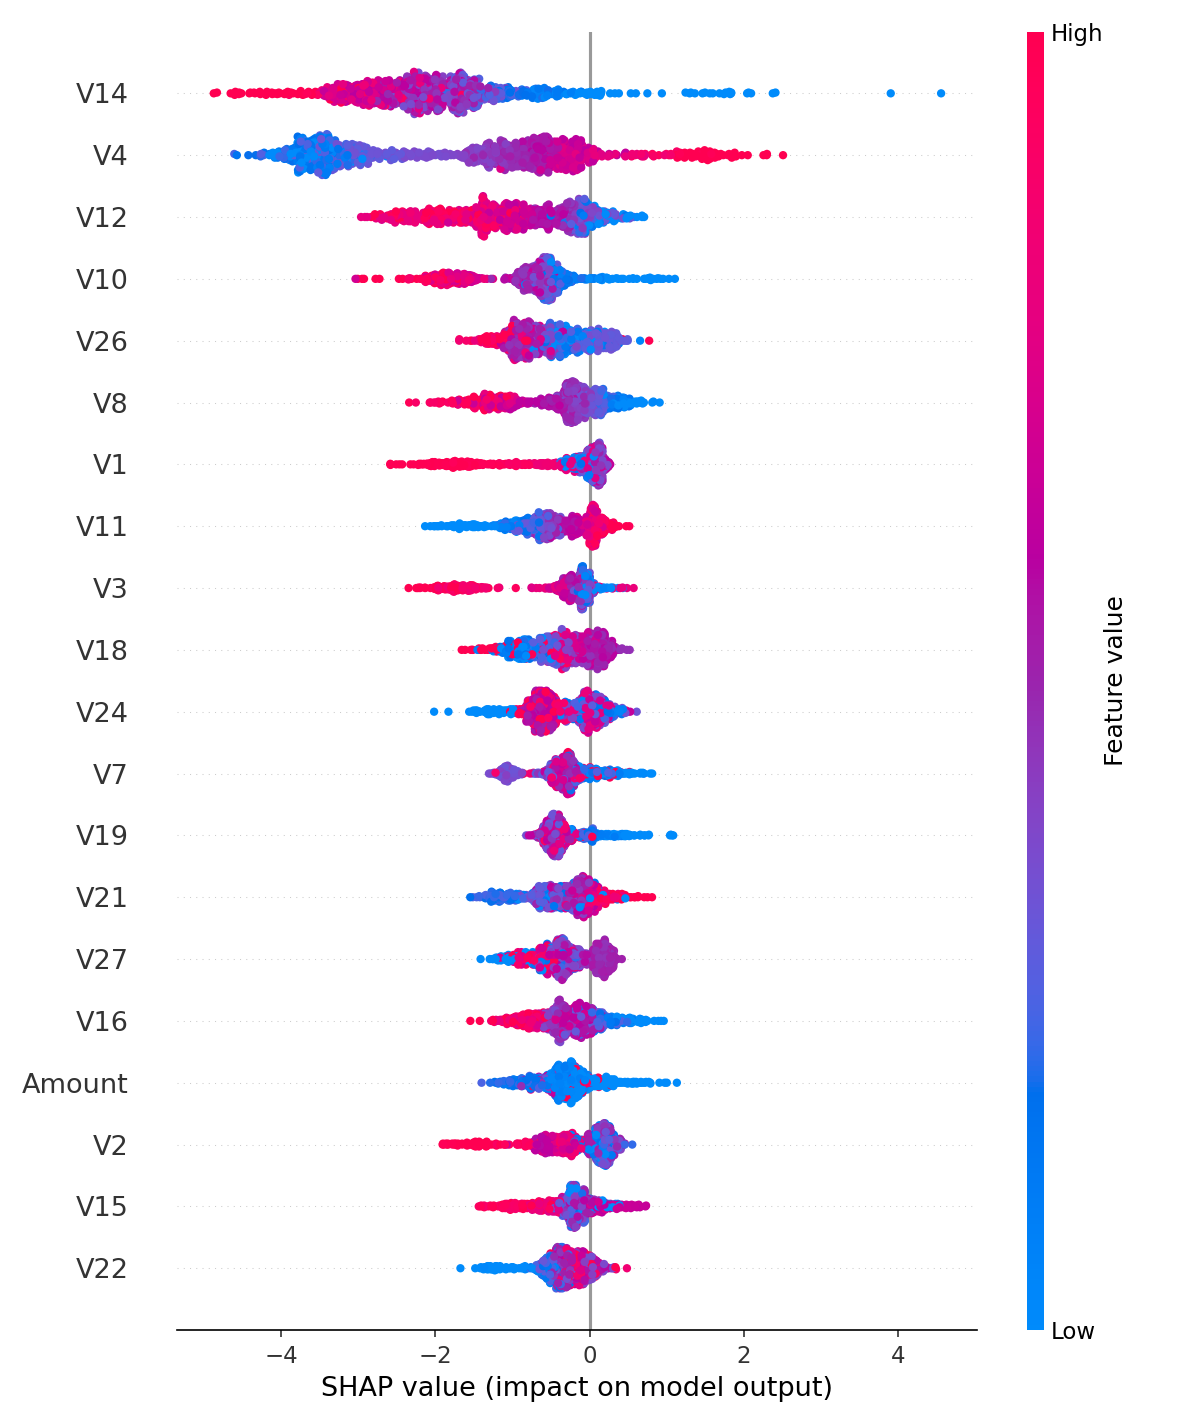 High
V14
V4
V12
V10
V26
V8
V1
V11
V3
V18
V24
V7
V19
V21
V27
V16
Amount
V2
V15
V22
Feature value
Low
−4 −2 0 2 4
SHAP value (impact on model output)